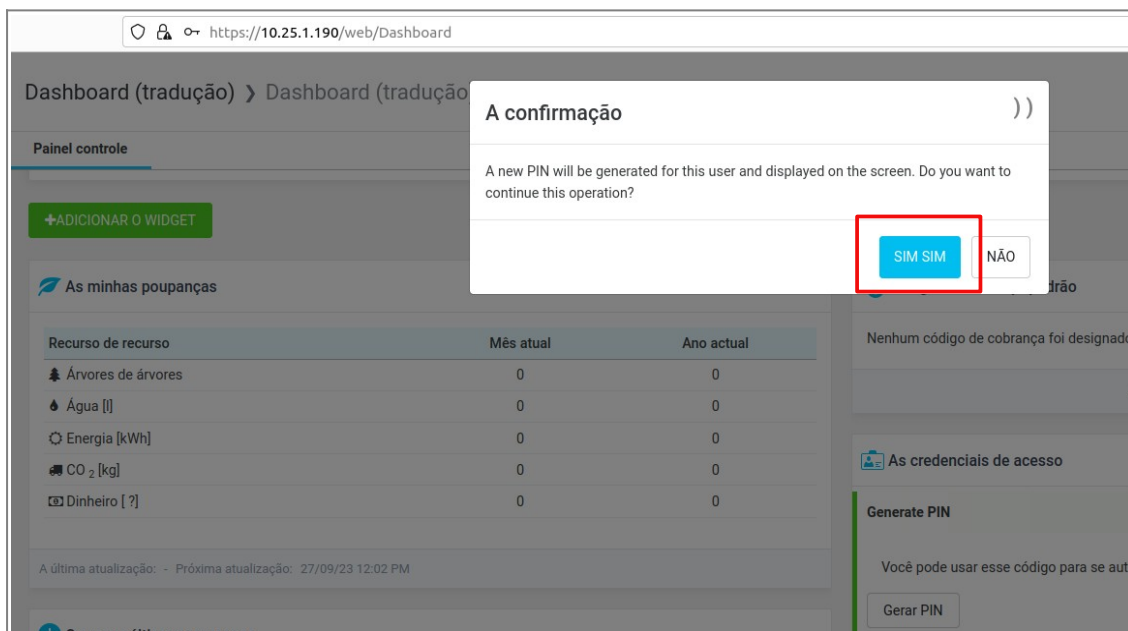 https://10.25.1.190/web/Dashboard
Dashboard (tradução) ❯ Dashboard (tradução
A confirmação
Painel controle
A new PIN will be generated for this user and displayed on the screen. Do you want to
continue this operation?
+ADICIONAR O WIDGET
SIM SIM
NÃO
As minhas poupanças
drão
Recurso de recurso Mês atual Ano actual
Nenhum código de cobrança foi designado
Árvores de árvores 0 0
Água [l] 0 0
Energia [kWh] 0 0
CO 2 [kg] 0 0
As credenciais de acesso
Dinheiro [ ?] 0 0
Generate PIN
A última atualização: - Próxima atualização: 27/09/23 12:02 PM
Você pode usar esse código para se aut
Gerar PIN